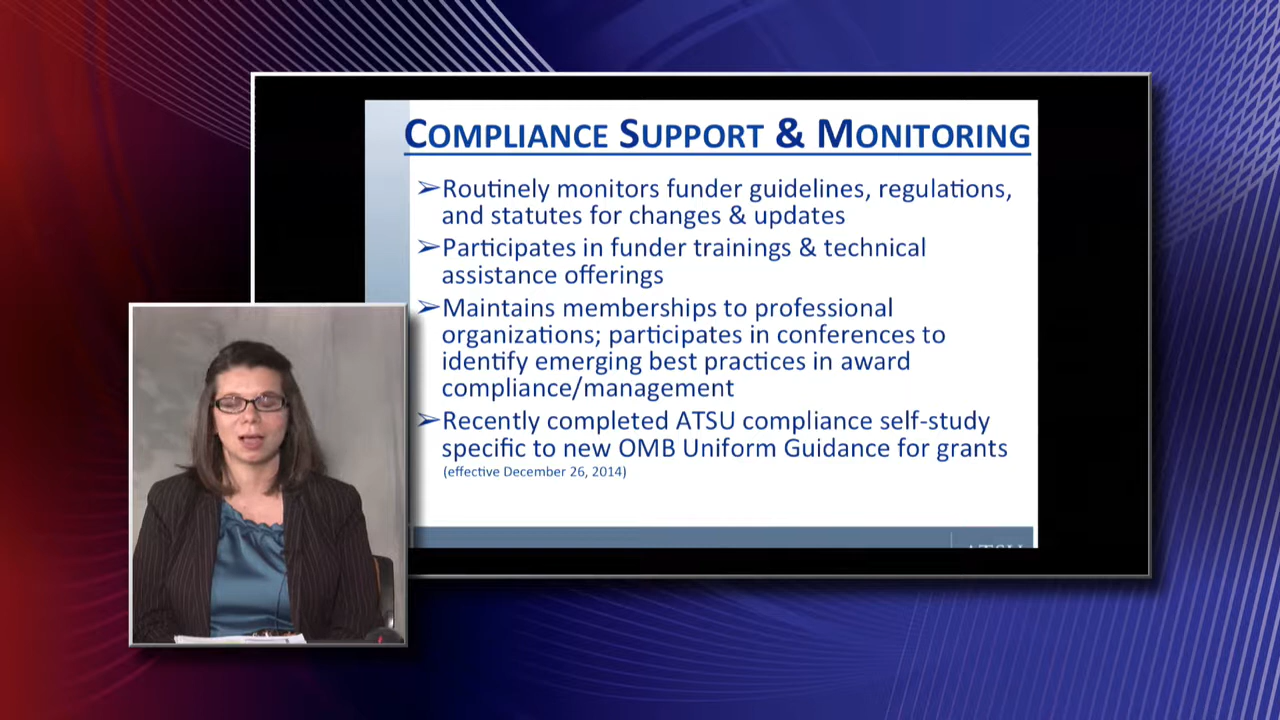 COMPLIANCE SUPPORT & MONITORING
➢Routinely monitors funder guidelines, regulations,
and statutes for changes & updates
➢Participates in funder trainings & technical
assistance offerings
➢Maintains memberships to professional
organizations; participates in conferences to
identify emerging best practices in award
compliance/management
➢Recently completed ATSU compliance self-study
specific to new OMB Uniform Guidance for grants
(effective December 26, 2014)
ATSU